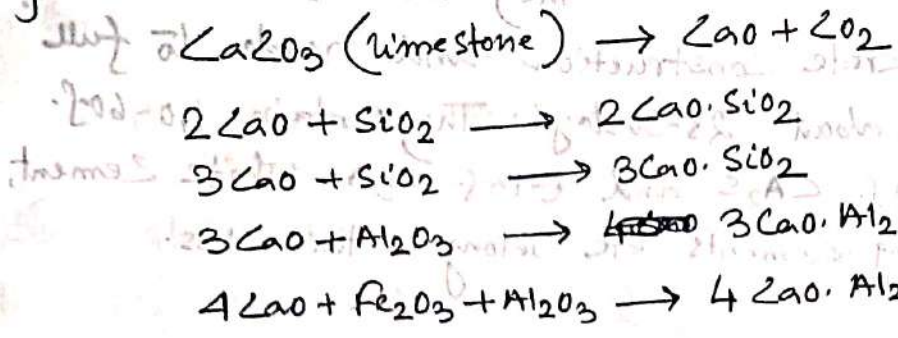 CaCO₃ (limestone) → CaO + CO₂
2CaO + SiO₂ → 2CaO·SiO₂
3CaO + SiO₂ → 3CaO·SiO₂
3CaO + Al₂O₃ → 3CaO·Al₂
4CaO + Fe₂O₃ + Al₂O₃ → 4CaO·Al₂